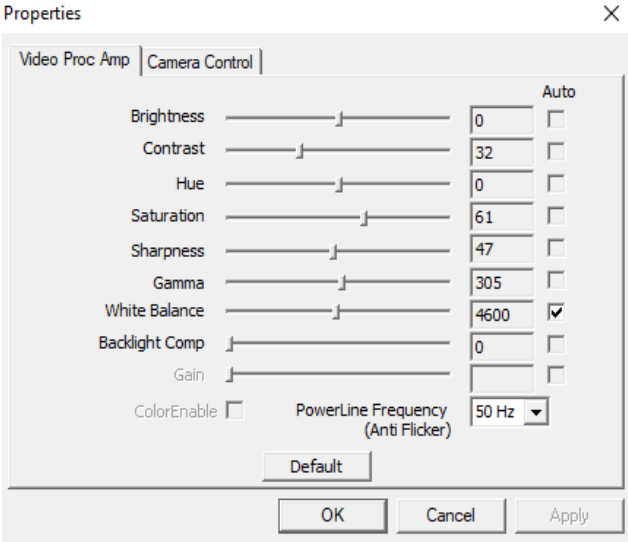 Properties
Video Proc Amp
Camera Control
Auto
Brightness 0
Contrast 32
Hue 0
Saturation 61
Sharpness 47
Gamma 305
White Balance 4600
Backlight Comp 0
Gain
ColorEnable PowerLine Frequency 50 Hz
(Anti Flicker)
Default
OK Cancel Apply